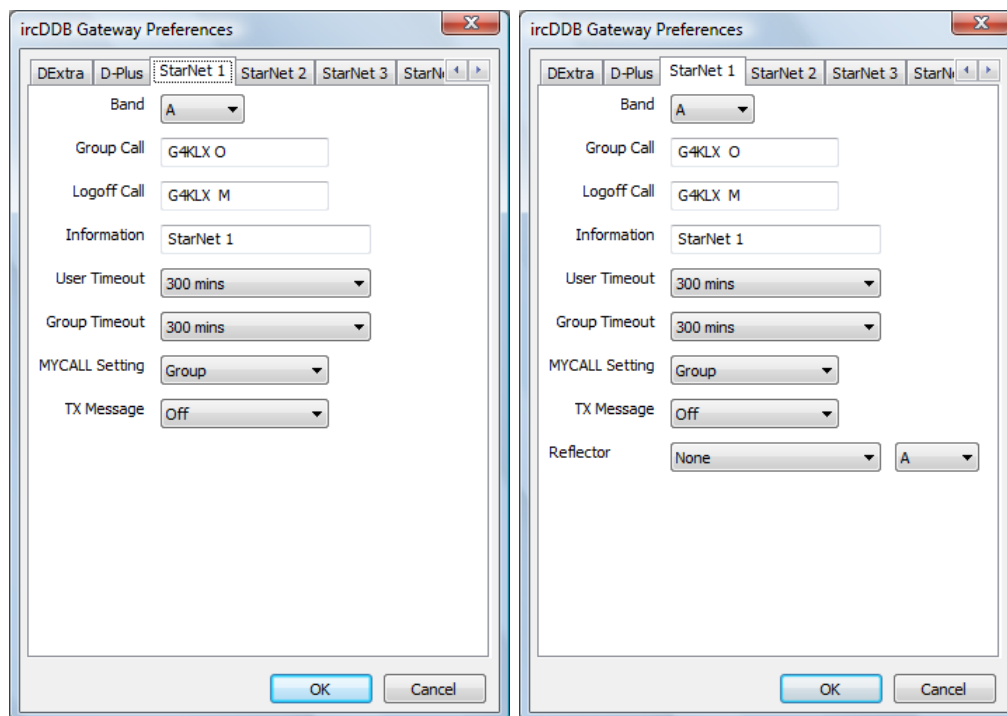 ircDDB Gateway Preferences
DExtra D-Plus StarNet 1 StarNet 2 StarNet 3 StarN
Band A
Group Call G4KLX O
Logoff Call G4KLX  M
Information StarNet 1
User Timeout 300 mins
Group Timeout 300 mins
MYCALL Setting Group
TX Message Off
OK Cancel
ircDDB Gateway Preferences
DExtra D-Plus StarNet 1 StarNet 2 StarNet 3 StarN
Band A
Group Call G4KLX  O
Logoff Call G4KLX  M
Information StarNet 1
User Timeout 300 mins
Group Timeout 300 mins
MYCALL Setting Group
TX Message Off
Reflector None A
OK Cancel